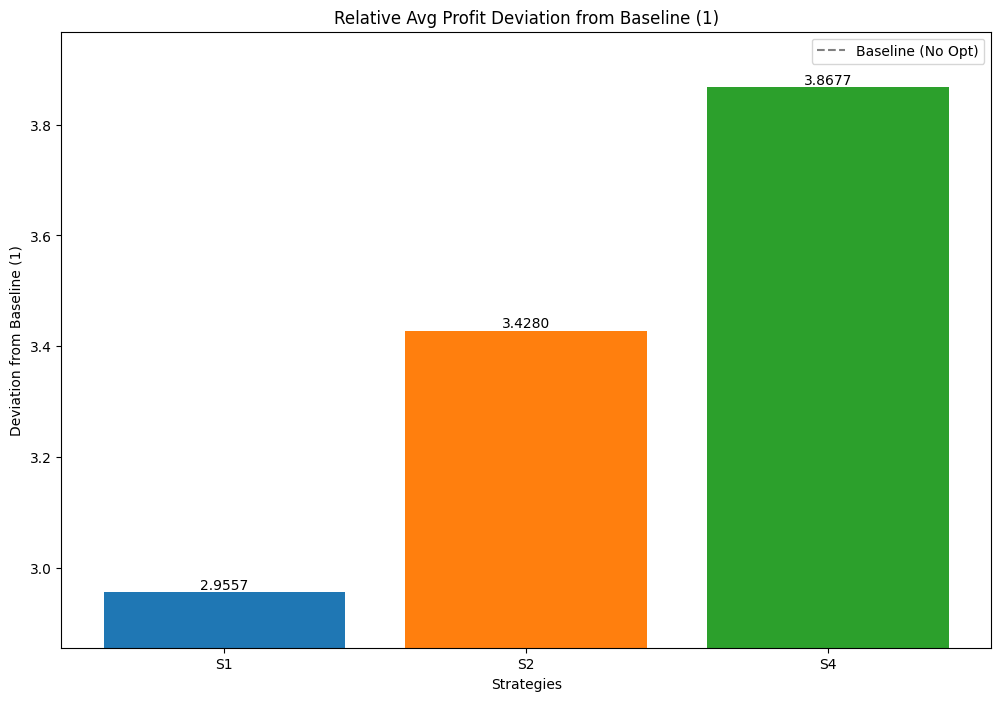 Relative Avg Profit Deviation from Baseline (1)
Baseline (No Opt)
3.8677
3.8
3.6
3.4280
3.4
3.2
3.0
2.9557
Deviation from Baseline (1)
S1
S2
S4
Strategies